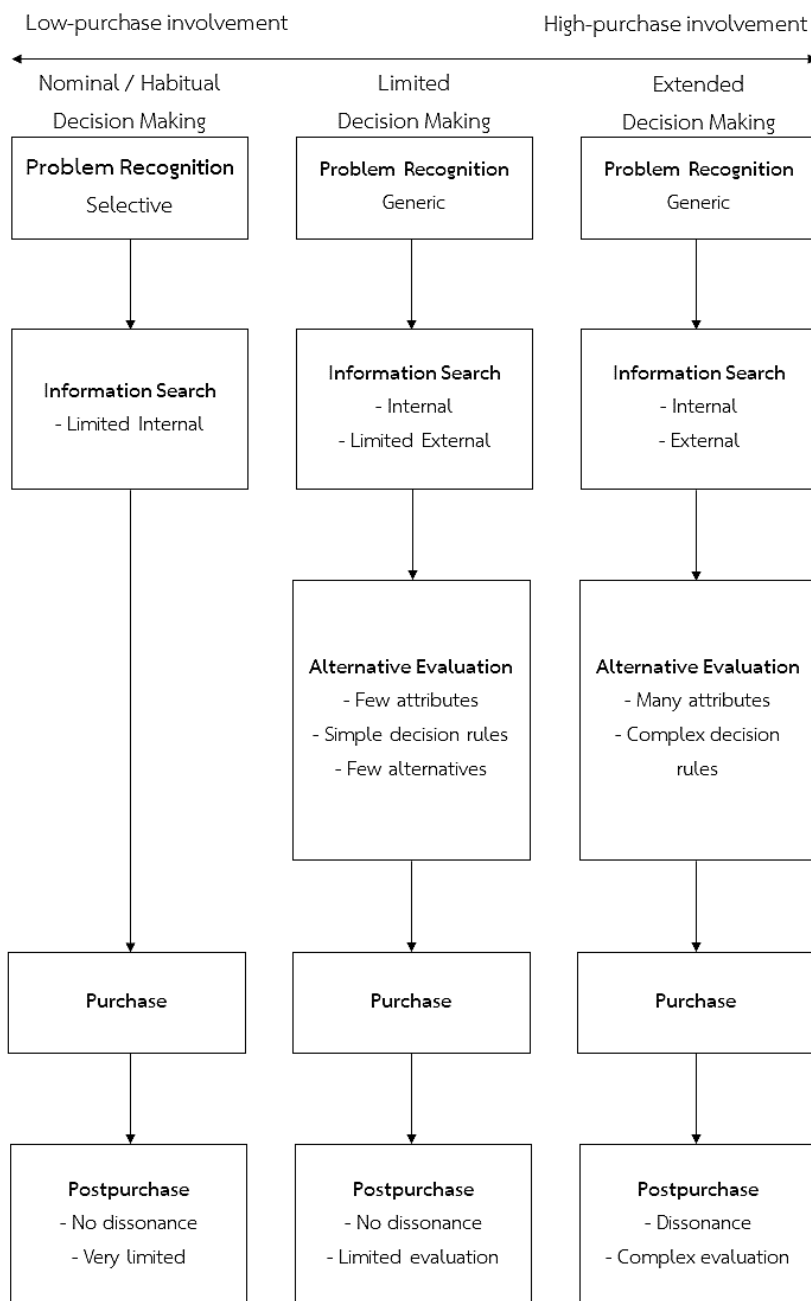 Low-purchase involvement
High-purchase involvement
Nominal / Habitual
Decision Making
Limited
Decision Making
Extended
Decision Making
Problem Recognition
Selective
Problem Recognition
Generic
Problem Recognition
Generic
Information Search
- Limited Internal
Information Search
- Internal
- Limited External
Information Search
- Internal
- External
Alternative Evaluation
- Few attributes
- Simple decision rules
- Few alternatives
Alternative Evaluation
- Many attributes
- Complex decision
rules
Purchase
Purchase
Purchase
Postpurchase
- No dissonance
- Very limited
Postpurchase
- No dissonance
- Limited evaluation
Postpurchase
- Dissonance
- Complex evaluation